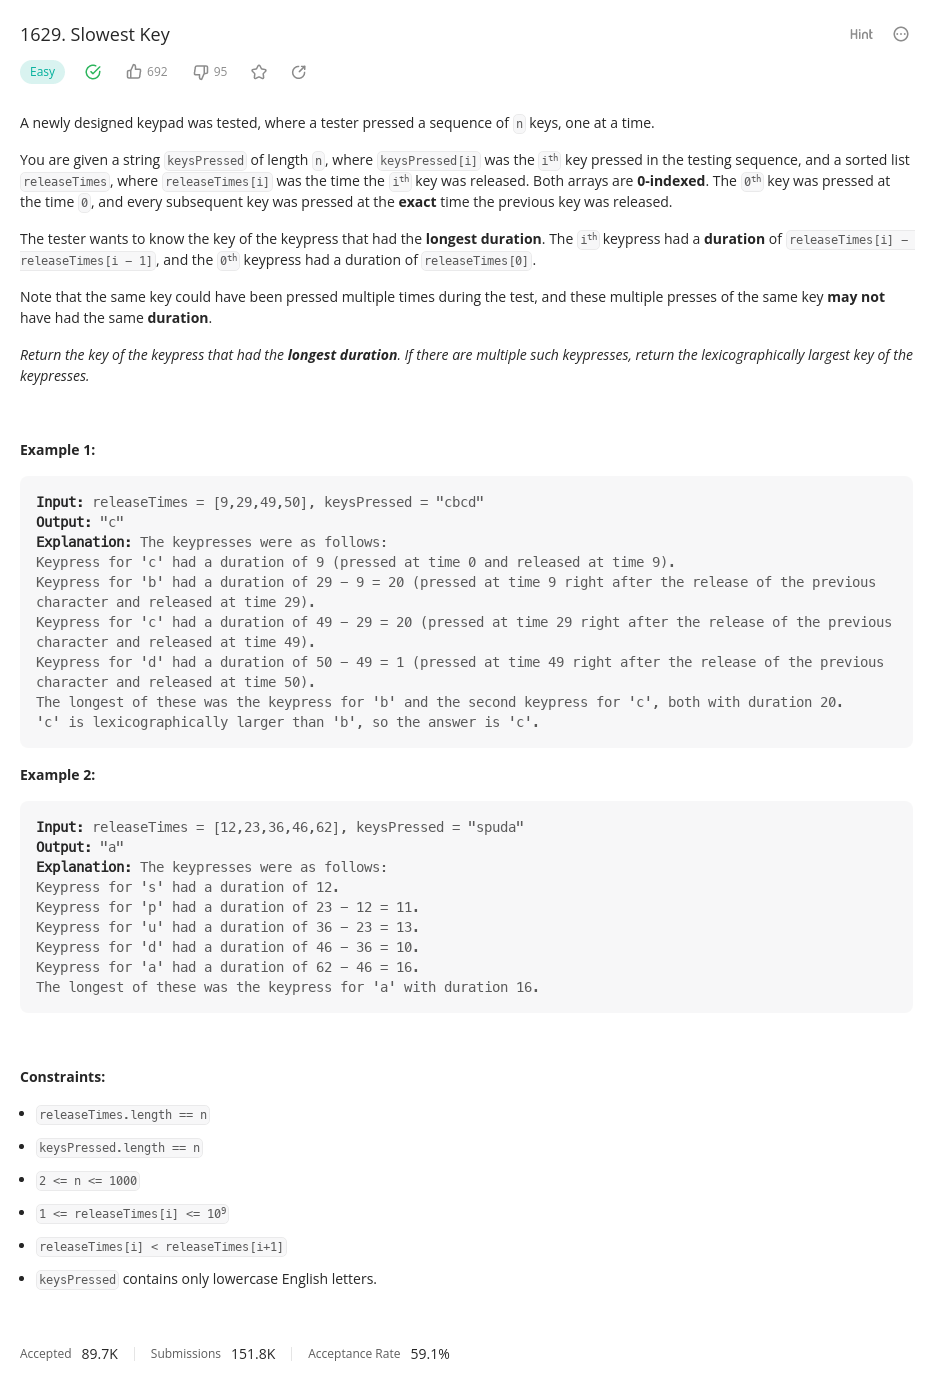 1629. Slowest Key
Hint
Easy
692
95
A newly designed keypad was tested, where a tester pressed a sequence of n keys, one at a time.
You are given a string keysPressed of length n, where keysPressed[i] was the ith key pressed in the testing sequence, and a sorted list
releaseTimes, where releaseTimes[i] was the time the ith key was released. Both arrays are 0-indexed. The 0th key was pressed at
the time 0, and every subsequent key was pressed at the exact time the previous key was released.
The tester wants to know the key of the keypress that had the longest duration. The ith keypress had a duration of releaseTimes[i] −
releaseTimes[i − 1], and the 0th keypress had a duration of releaseTimes[0].
Note that the same key could have been pressed multiple times during the test, and these multiple presses of the same key may not
have had the same duration.
Return the key of the keypress that had the longest duration. If there are multiple such keypresses, return the lexicographically largest key of the
keypresses.
Example 1:
Input: releaseTimes = [9,29,49,50], keysPressed = "cbcd"
Output: "c"
Explanation: The keypresses were as follows:
Keypress for 'c' had a duration of 9 (pressed at time 0 and released at time 9).
Keypress for 'b' had a duration of 29 − 9 = 20 (pressed at time 9 right after the release of the previous
character and released at time 29).
Keypress for 'c' had a duration of 49 − 29 = 20 (pressed at time 29 right after the release of the previous
character and released at time 49).
Keypress for 'd' had a duration of 50 − 49 = 1 (pressed at time 49 right after the release of the previous
character and released at time 50).
The longest of these was the keypress for 'b' and the second keypress for 'c', both with duration 20.
'c' is lexicographically larger than 'b', so the answer is 'c'.
Example 2:
Input: releaseTimes = [12,23,36,46,62], keysPressed = "spuda"
Output: "a"
Explanation: The keypresses were as follows:
Keypress for 's' had a duration of 12.
Keypress for 'p' had a duration of 23 − 12 = 11.
Keypress for 'u' had a duration of 36 − 23 = 13.
Keypress for 'd' had a duration of 46 − 36 = 10.
Keypress for 'a' had a duration of 62 − 46 = 16.
The longest of these was the keypress for 'a' with duration 16.
Constraints:
releaseTimes.length == n
keysPressed.length == n
2 <= n <= 1000
1 <= releaseTimes[i] <= 10⁹
releaseTimes[i] < releaseTimes[i+1]
keysPressed contains only lowercase English letters.
Accepted 89.7K Submissions 151.8K Acceptance Rate 59.1%